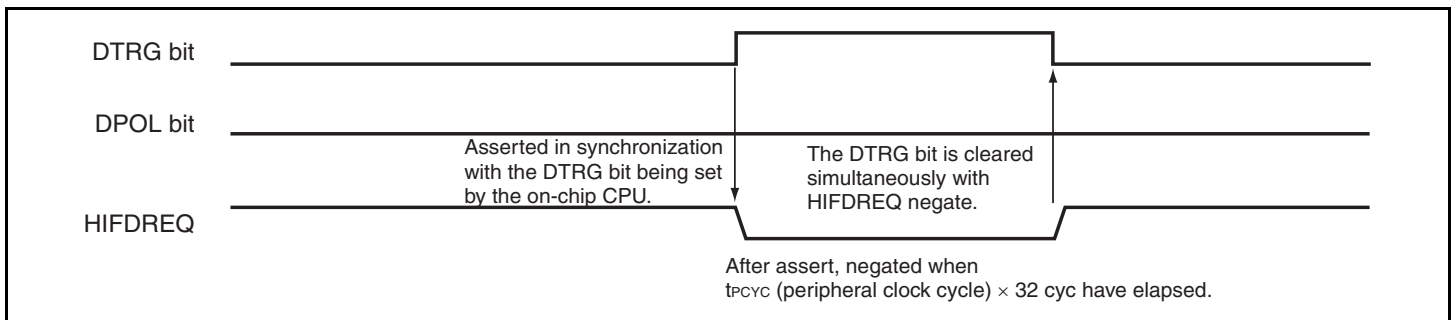 DTRG bit
DPOL bit
Asserted in synchronization
with the DTRG bit being set
by the on-chip CPU.
The DTRG bit is cleared
simultaneously with
HIFDREQ negate.
HIFDREQ
After assert, negated when
tPCYC (peripheral clock cycle) × 32 cyc have elapsed.